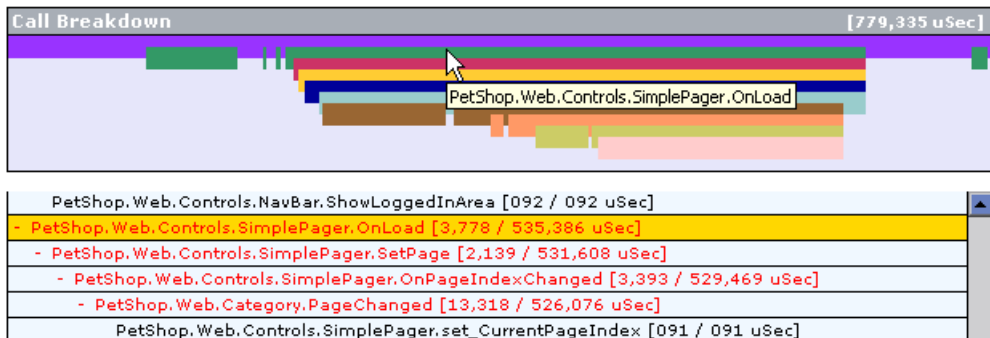 Call Breakdown [779,335 uSec]
PetShop.Web.Controls.SimplePager.OnLoad
PetShop.Web.Controls.NavBar.ShowLoggedInArea [092 / 092 uSec]
- PetShop.Web.Controls.SimplePager.OnLoad [3,778 / 535,386 uSec]
- PetShop.Web.Controls.SimplePager.SetPage [2,139 / 531,608 uSec]
- PetShop.Web.Controls.SimplePager.OnPageIndexChanged [3,393 / 529,469 uSec]
- PetShop.Web.Category.PageChanged [13,318 / 526,076 uSec]
PetShop.Web.Controls.SimplePager.set_CurrentPageIndex [091 / 091 uSec]